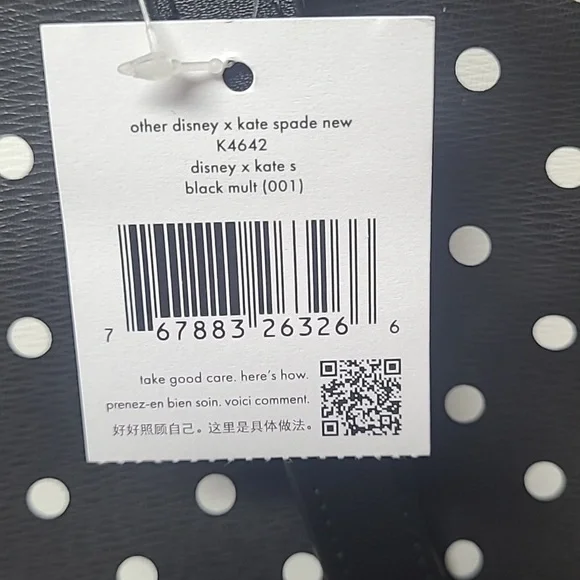 other disney x kate spade new
K4642
disney x kate s
black mult (001)
7 67883 26326 6
take good care. here's how.
prenez-en bien soin. voici comment.
好好照顾自己。这里是具体做法。